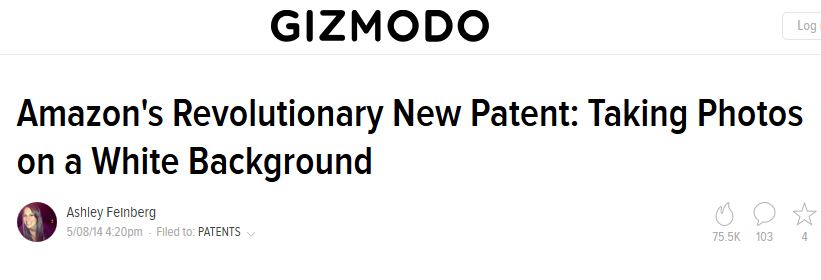 GIZMODO
Log
Amazon's Revolutionary New Patent: Taking Photos
on a White Background
Ashley Feinberg
5/08/14 4:20pm - Filed to: PATENTS
75.5K 103 4